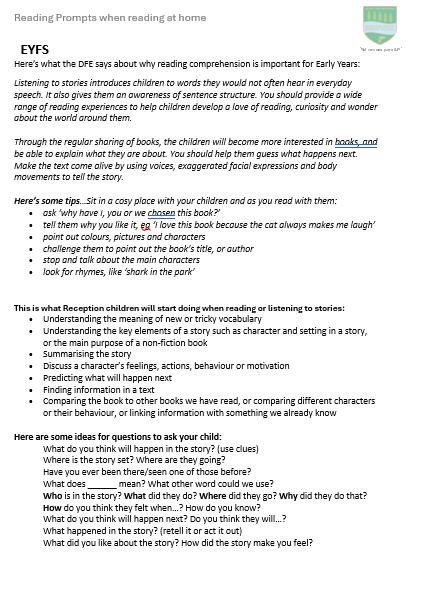 Reading Prompts when reading at home
EYFS
Here's what the DFE says about why reading comprehension is important for Early Years:
Listening to stories introduces children to words they would not often hear in everyday
speech. It also gives them an awareness of sentence structure. You should provide a wide
range of reading experiences to help children develop a love of reading, curiosity and wonder
about the world around them.
Through the regular sharing of books, the children will become more interested in books, and
be able to explain what they are about. You should help them guess what happens next.
Make the text come alive by using voices, exaggerated facial expressions and body
movements to tell the story.
Here's some tips...Sit in a cosy place with your children and as you read with them:
• ask 'why have I, you or we chosen this book?'
• tell them why you like it, eg 'I love this book because the cat always makes me laugh'
• point out colours, pictures and characters
• challenge them to point out the book's title, or author
• stop and talk about the main characters
• look for rhymes, like 'shark in the park'
This is what Reception children will start doing when reading or listening to stories:
• Understanding the meaning of new or tricky vocabulary
• Understanding the key elements of a story such as character and setting in a story,
or the main purpose of a non-fiction book
• Summarising the story
• Discuss a character's feelings, actions, behaviour or motivation
• Predicting what will happen next
• Finding information in a text
• Comparing the book to other books we have read, or comparing different characters
or their behaviour, or linking information with something we already know
Here are some ideas for questions to ask your child:
What do you think will happen in the story? (use clues)
Where is the story set? Where are they going?
Have you ever been there/seen one of those before?
What does ______ mean? What other word could we use?
Who is in the story? What did they do? Where did they go? Why did they do that?
How do you think they felt when...? How do you know?
What do you think will happen next? Do you think they will...?
What happened in the story? (retell it or act it out)
What did you like about the story? How did the story make you feel?